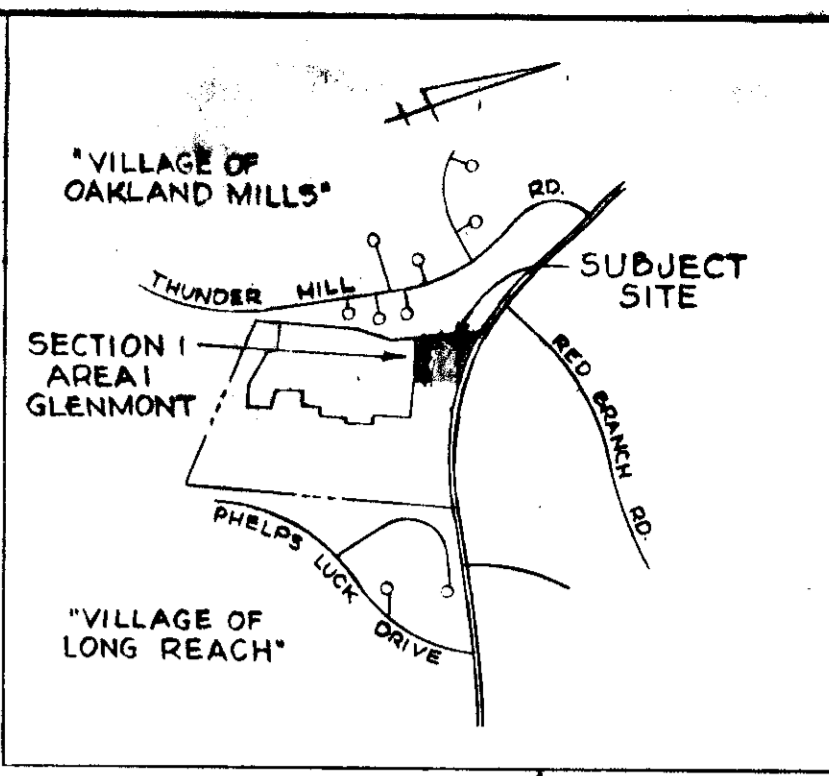 "VILLAGE OF
OAKLAND MILLS"
RD.
THUNDER HILL
SUBJECT
SITE
SECTION 1
AREA 1
GLENMONT
RED BRANCH RD.
PHELPS LUCK DRIVE
"VILLAGE OF
LONG REACH"